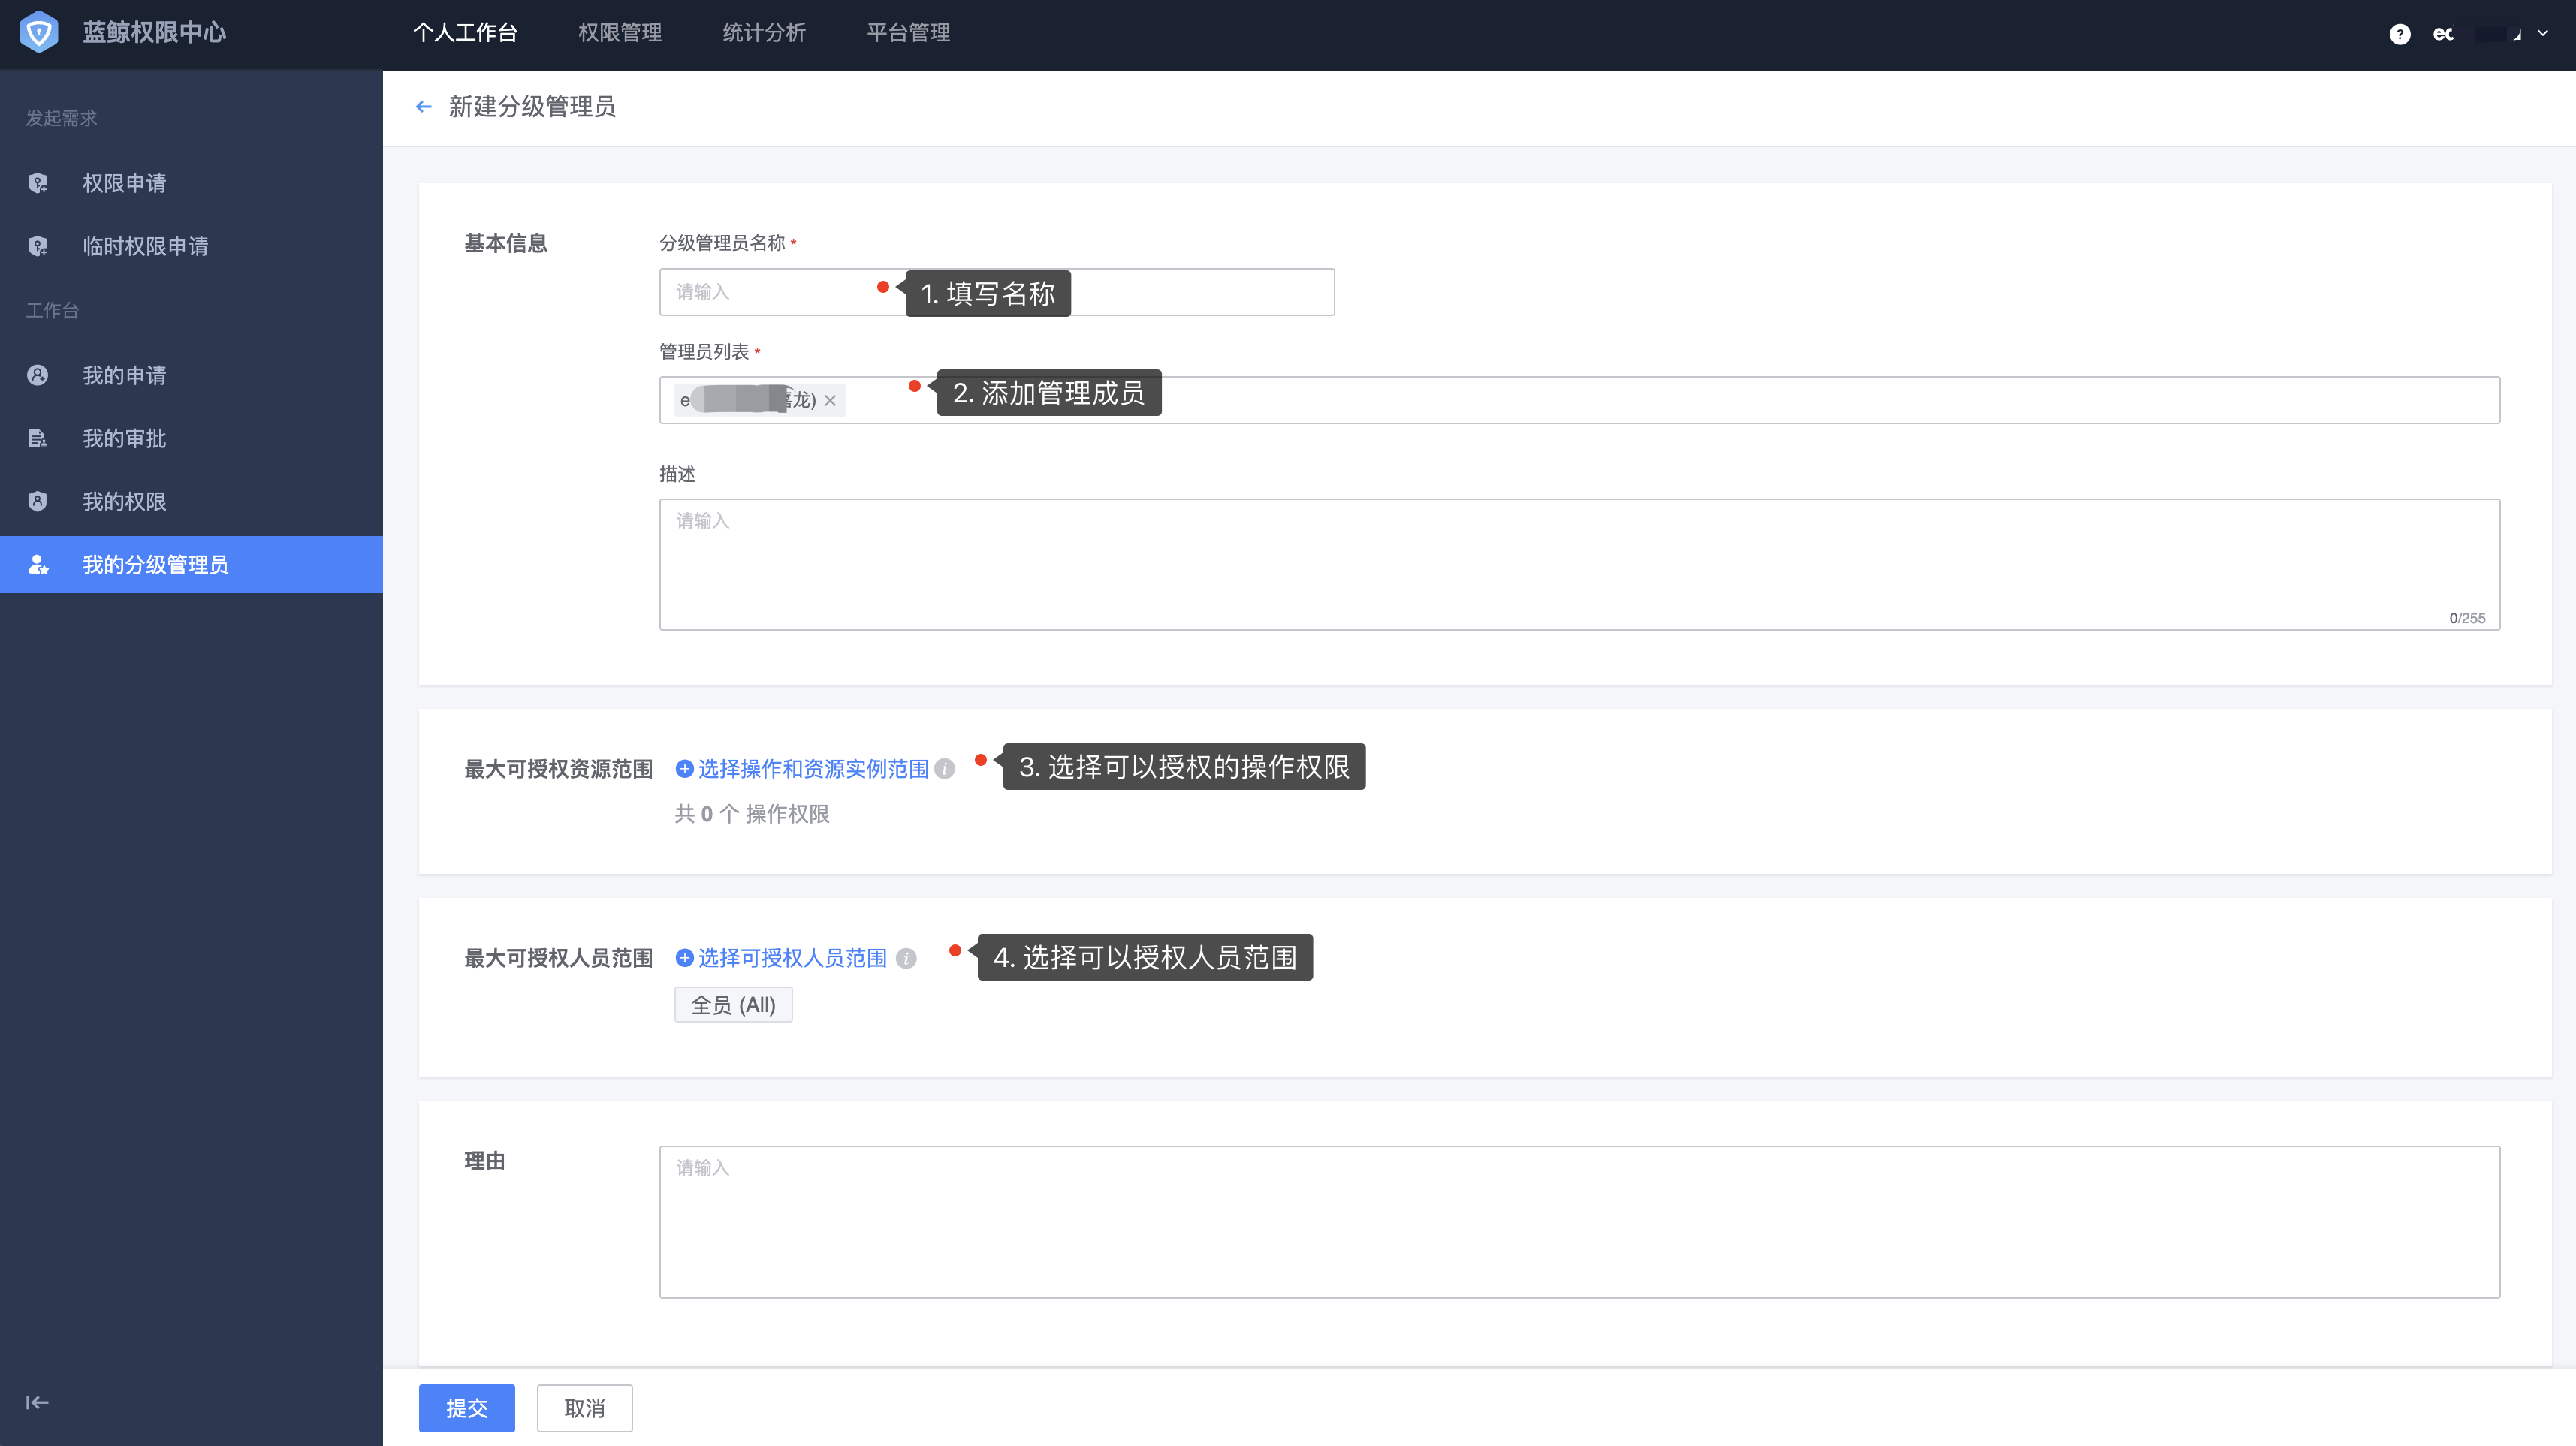 蓝鲸权限中心
个人工作台 权限管理 统计分析 平台管理
发起需求
权限申请
临时权限申请
工作台
我的申请
我的审批
我的权限
我的分级管理员
新建分级管理员
基本信息
分级管理员名称 *
请输入
1. 填写名称
管理员列表 *
龙) ×
2. 添加管理成员
描述
请输入
0/255
最大可授权资源范围
选择操作和资源实例范围
3. 选择可以授权的操作权限
共 0 个 操作权限
最大可授权人员范围
选择可授权人员范围
4. 选择可以授权人员范围
全员 (All)
理由
请输入
提交 取消